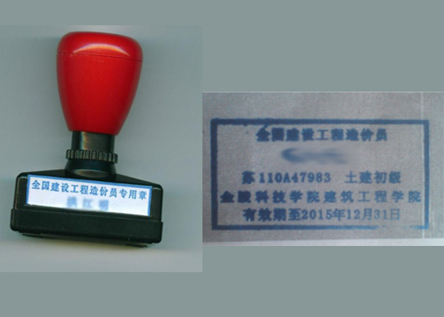 全国建设工程造价员专用章
全国建设工程造价员
苏110A47983 土建初级
金陵科技学院建筑工程学院
有效期至2015年12月31日